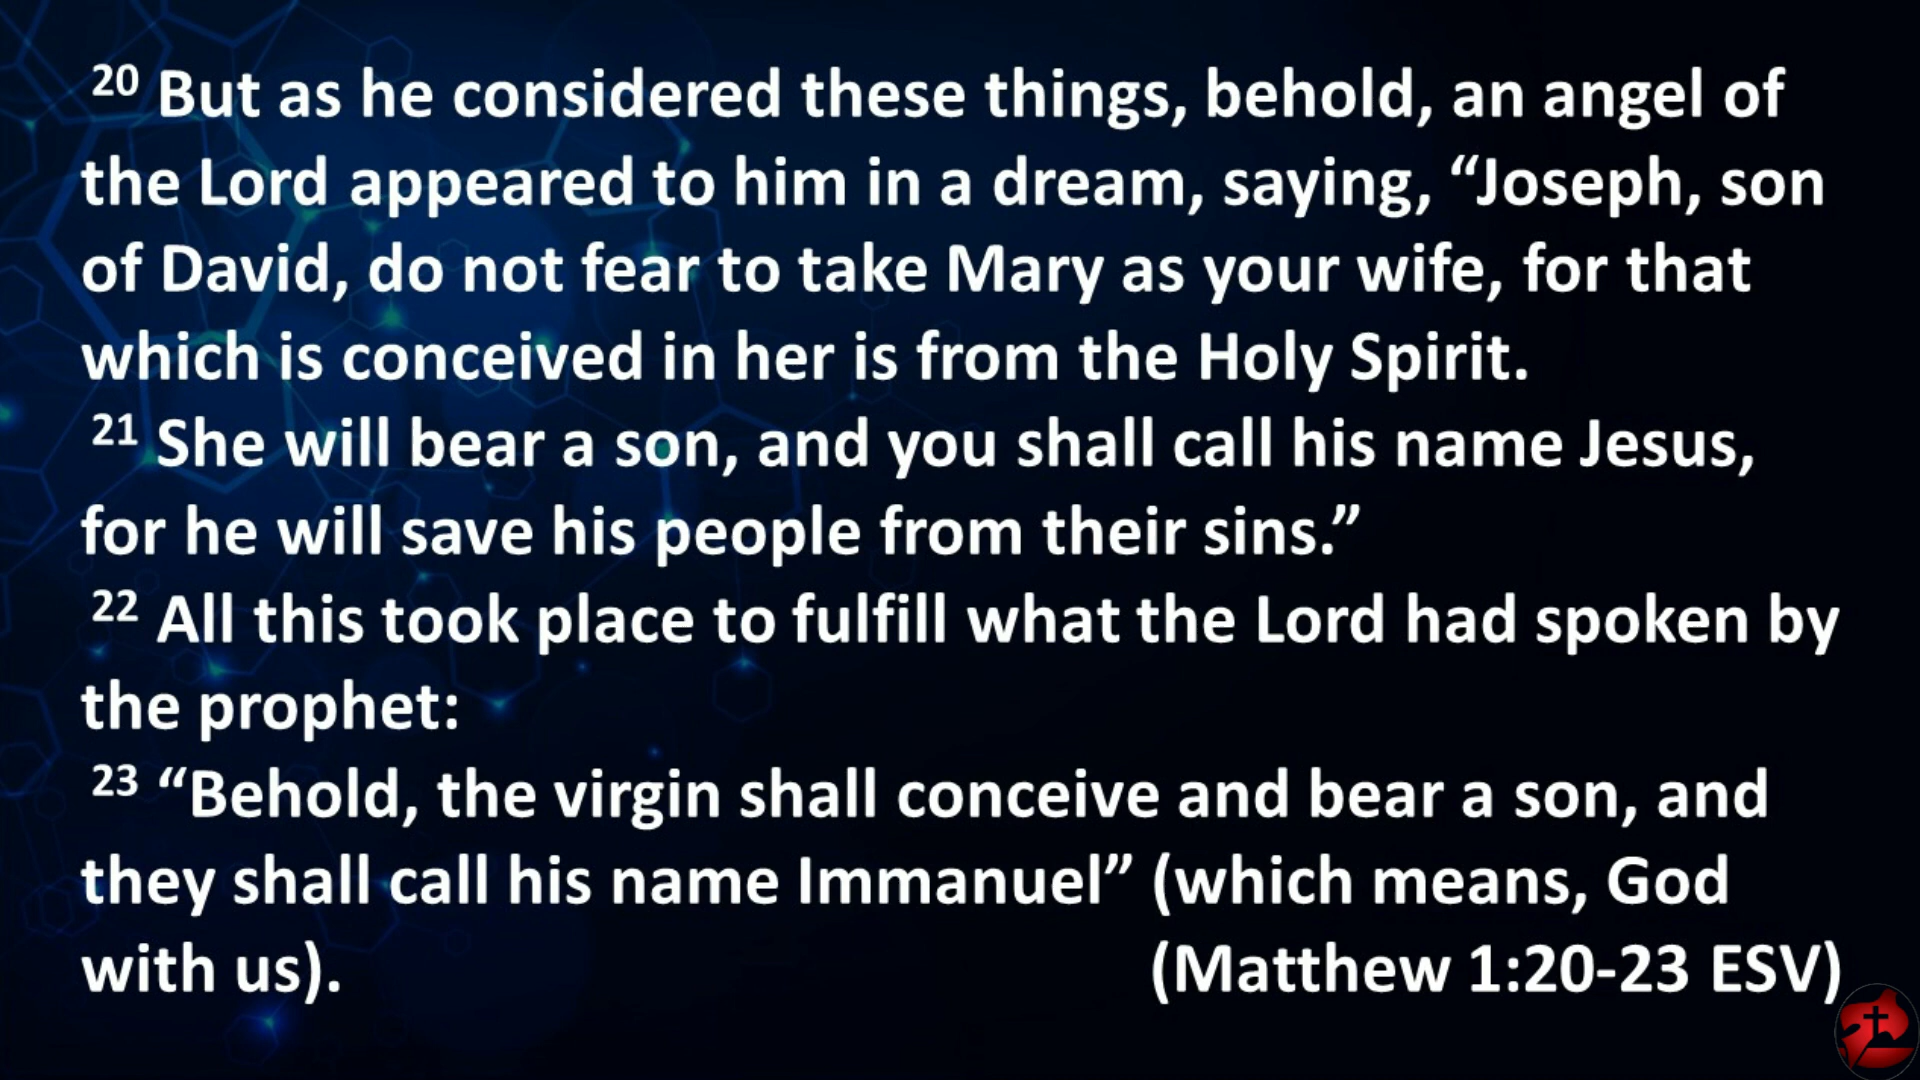 20 But as he considered these things, behold, an angel of
the Lord appeared to him in a dream, saying, “Joseph, son
of David, do not fear to take Mary as your wife, for that
which is conceived in her is from the Holy Spirit.
21 She will bear a son, and you shall call his name Jesus,
for he will save his people from their sins.”
22 All this took place to fulfill what the Lord had spoken by
the prophet:
23 “Behold, the virgin shall conceive and bear a son, and
they shall call his name Immanuel” (which means, God
with us). (Matthew 1:20-23 ESV)